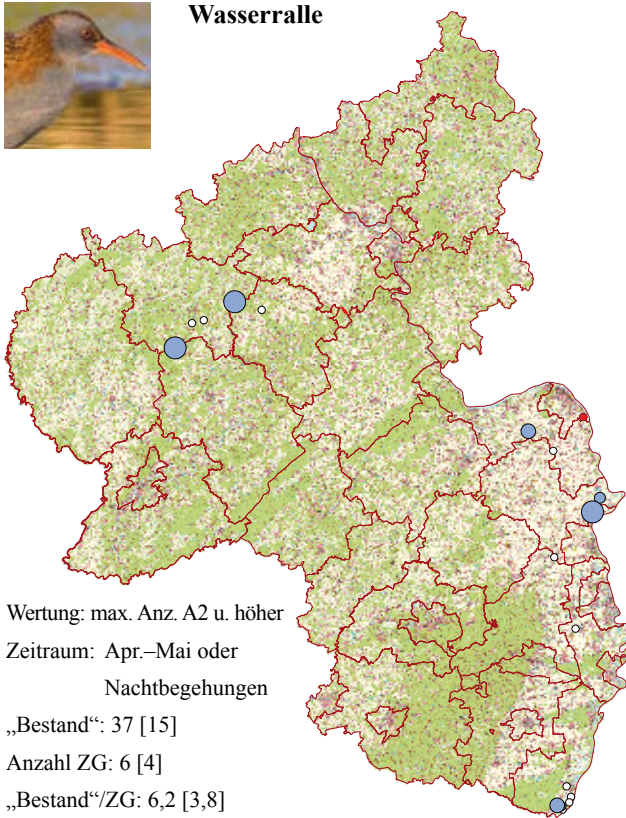 Wasserralle
Wertung: max. Anz. A2 u. höher
Zeitraum: Apr.–Mai oder
Nachtbegehungen
„Bestand“: 37 [15]
Anzahl ZG: 6 [4]
„Bestand“/ZG: 6,2 [3,8]